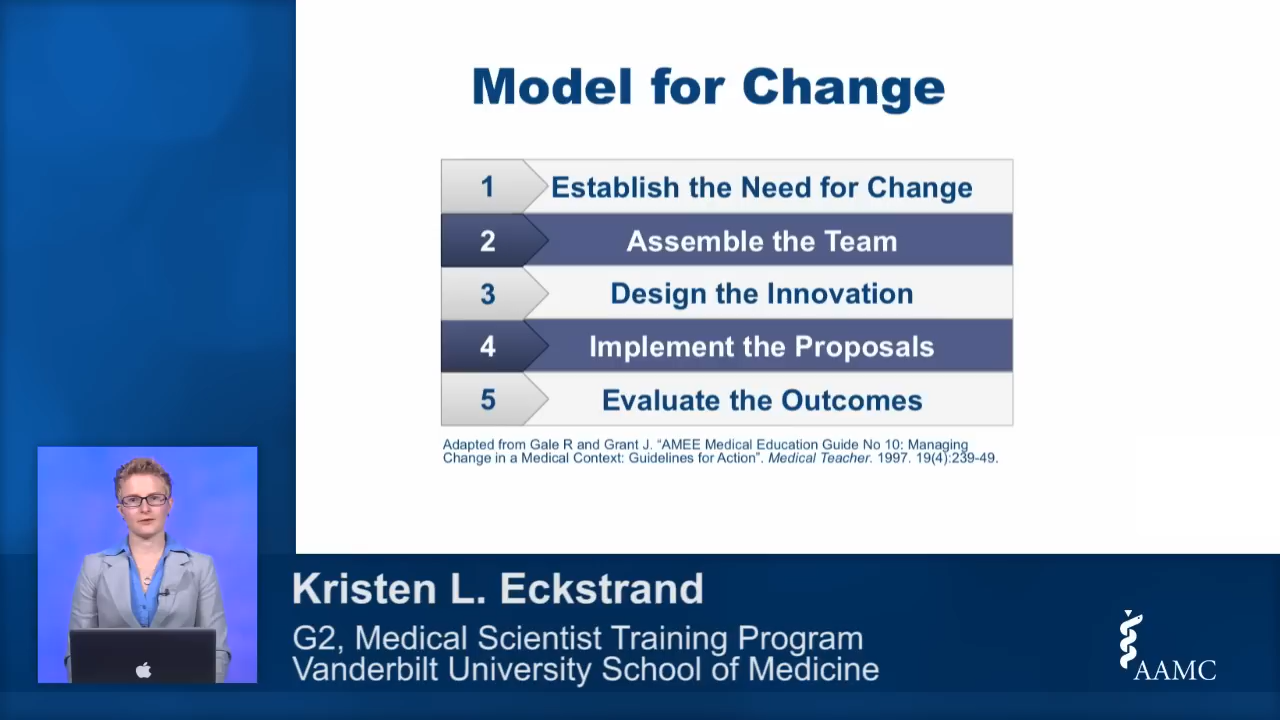 Model for Change
1 Establish the Need for Change
2 Assemble the Team
3 Design the Innovation
4 Implement the Proposals
5 Evaluate the Outcomes
Adapted from Gale R and Grant J. “AMEE Medical Education Guide No 10: Managing
Change in a Medical Context: Guidelines for Action”. Medical Teacher. 1997. 19(4):239-49.
Kristen L. Eckstrand
G2, Medical Scientist Training Program
Vanderbilt University School of Medicine
AAMC